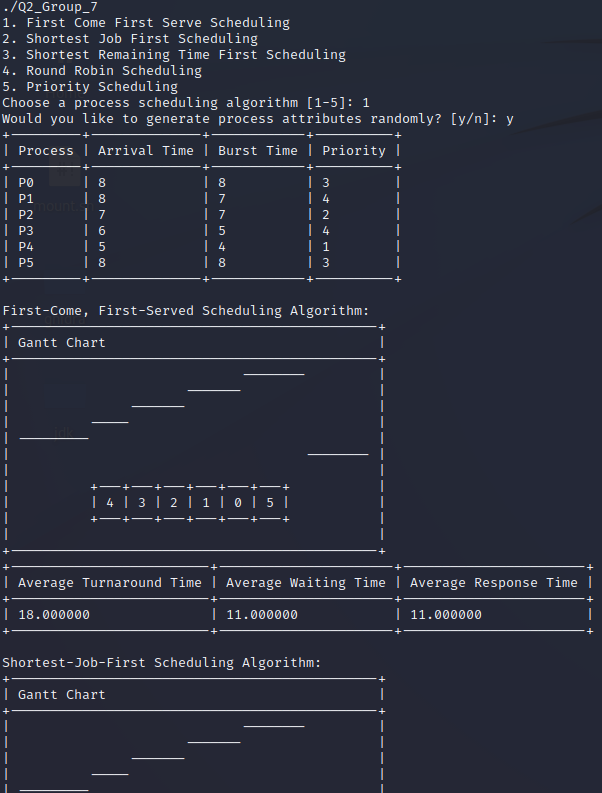 ./Q2_Group_7
1. First Come First Serve Scheduling
2. Shortest Job First Scheduling
3. Shortest Remaining Time First Scheduling
4. Round Robin Scheduling
5. Priority Scheduling
Choose a process scheduling algorithm [1-5]: 1
Would you like to generate process attributes randomly? [y/n]: y
| Process | Arrival Time | Burst Time | Priority |
| P0 | 8 | 8 | 3 |
| P1 | 8 | 7 | 4 |
| P2 | 7 | 7 | 2 |
| P3 | 6 | 5 | 4 |
| P4 | 5 | 4 | 1 |
| P5 | 8 | 8 | 3 |
First-Come, First-Served Scheduling Algorithm:
| Gantt Chart |
| 4 | 3 | 2 | 1 | 0 | 5 |
| Average Turnaround Time | Average Waiting Time | Average Response Time |
| 18.000000 | 11.000000 | 11.000000 |
Shortest-Job-First Scheduling Algorithm:
| Gantt Chart |